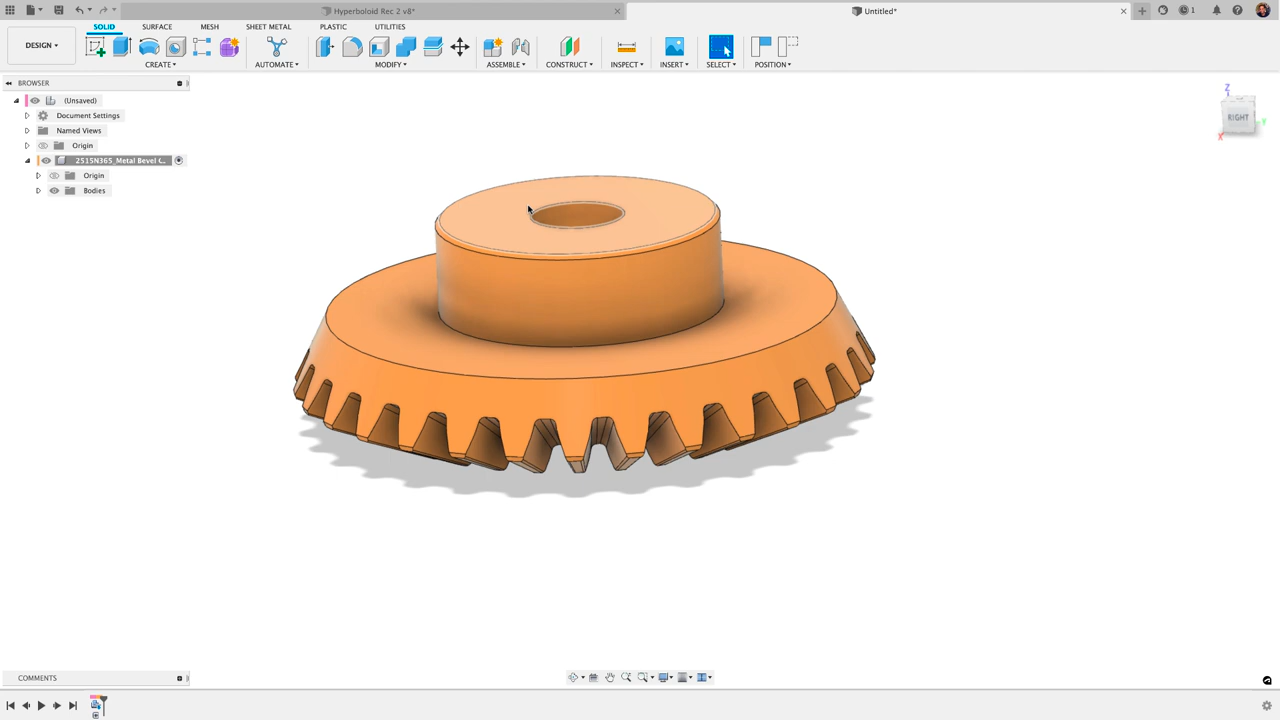 Hyperboloid Rec 2 v8*
Untitled*
1
DESIGN
SOLID
SURFACE
MESH
SHEET METAL
PLASTIC
UTILITIES
CREATE
AUTOMATE
MODIFY
ASSEMBLE
CONSTRUCT
INSPECT
INSERT
SELECT
POSITION
BROWSER
(Unsaved)
Document Settings
Named Views
Origin
2515N365_Metal Bevel G...
Origin
Bodies
Z
RIGHT
Y
X
COMMENTS